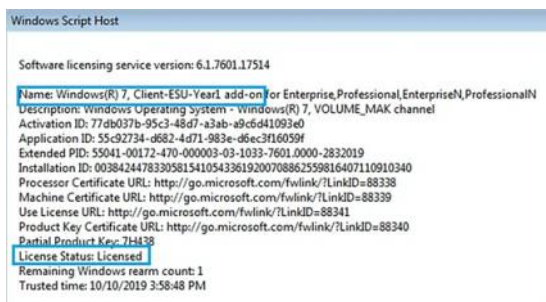 Windows Script Host
Software licensing service version: 6.1.7601.17514
Name: Windows(R) 7, Client-ESU-Year1 add-on for Enterprise,Professional,EnterpriseN,ProfessionalN
Description: Windows Operating System - Windows(R) 7, VOLUME_MAK channel
Activation ID: 77db037b-95c3-48d7-a3ab-a9c6d41093e0
Application ID: 55c92734-d682-4d71-983e-d6ec3f16059f
Extended PID: 55041-00172-470-000003-03-1033-7601.0000-2832019
Installation ID: 003842447833058154105433619200708862559816407110910340
Processor Certificate URL: http://go.microsoft.com/fwlink/?LinkID=88338
Machine Certificate URL: http://go.microsoft.com/fwlink/?LinkID=88339
Use License URL: http://go.microsoft.com/fwlink/?LinkID=88341
Product Key Certificate URL: http://go.microsoft.com/fwlink/?LinkID=88340
Partial Product Key: 7H438
License Status: Licensed
Remaining Windows rearm count: 1
Trusted time: 10/10/2019 3:58:48 PM